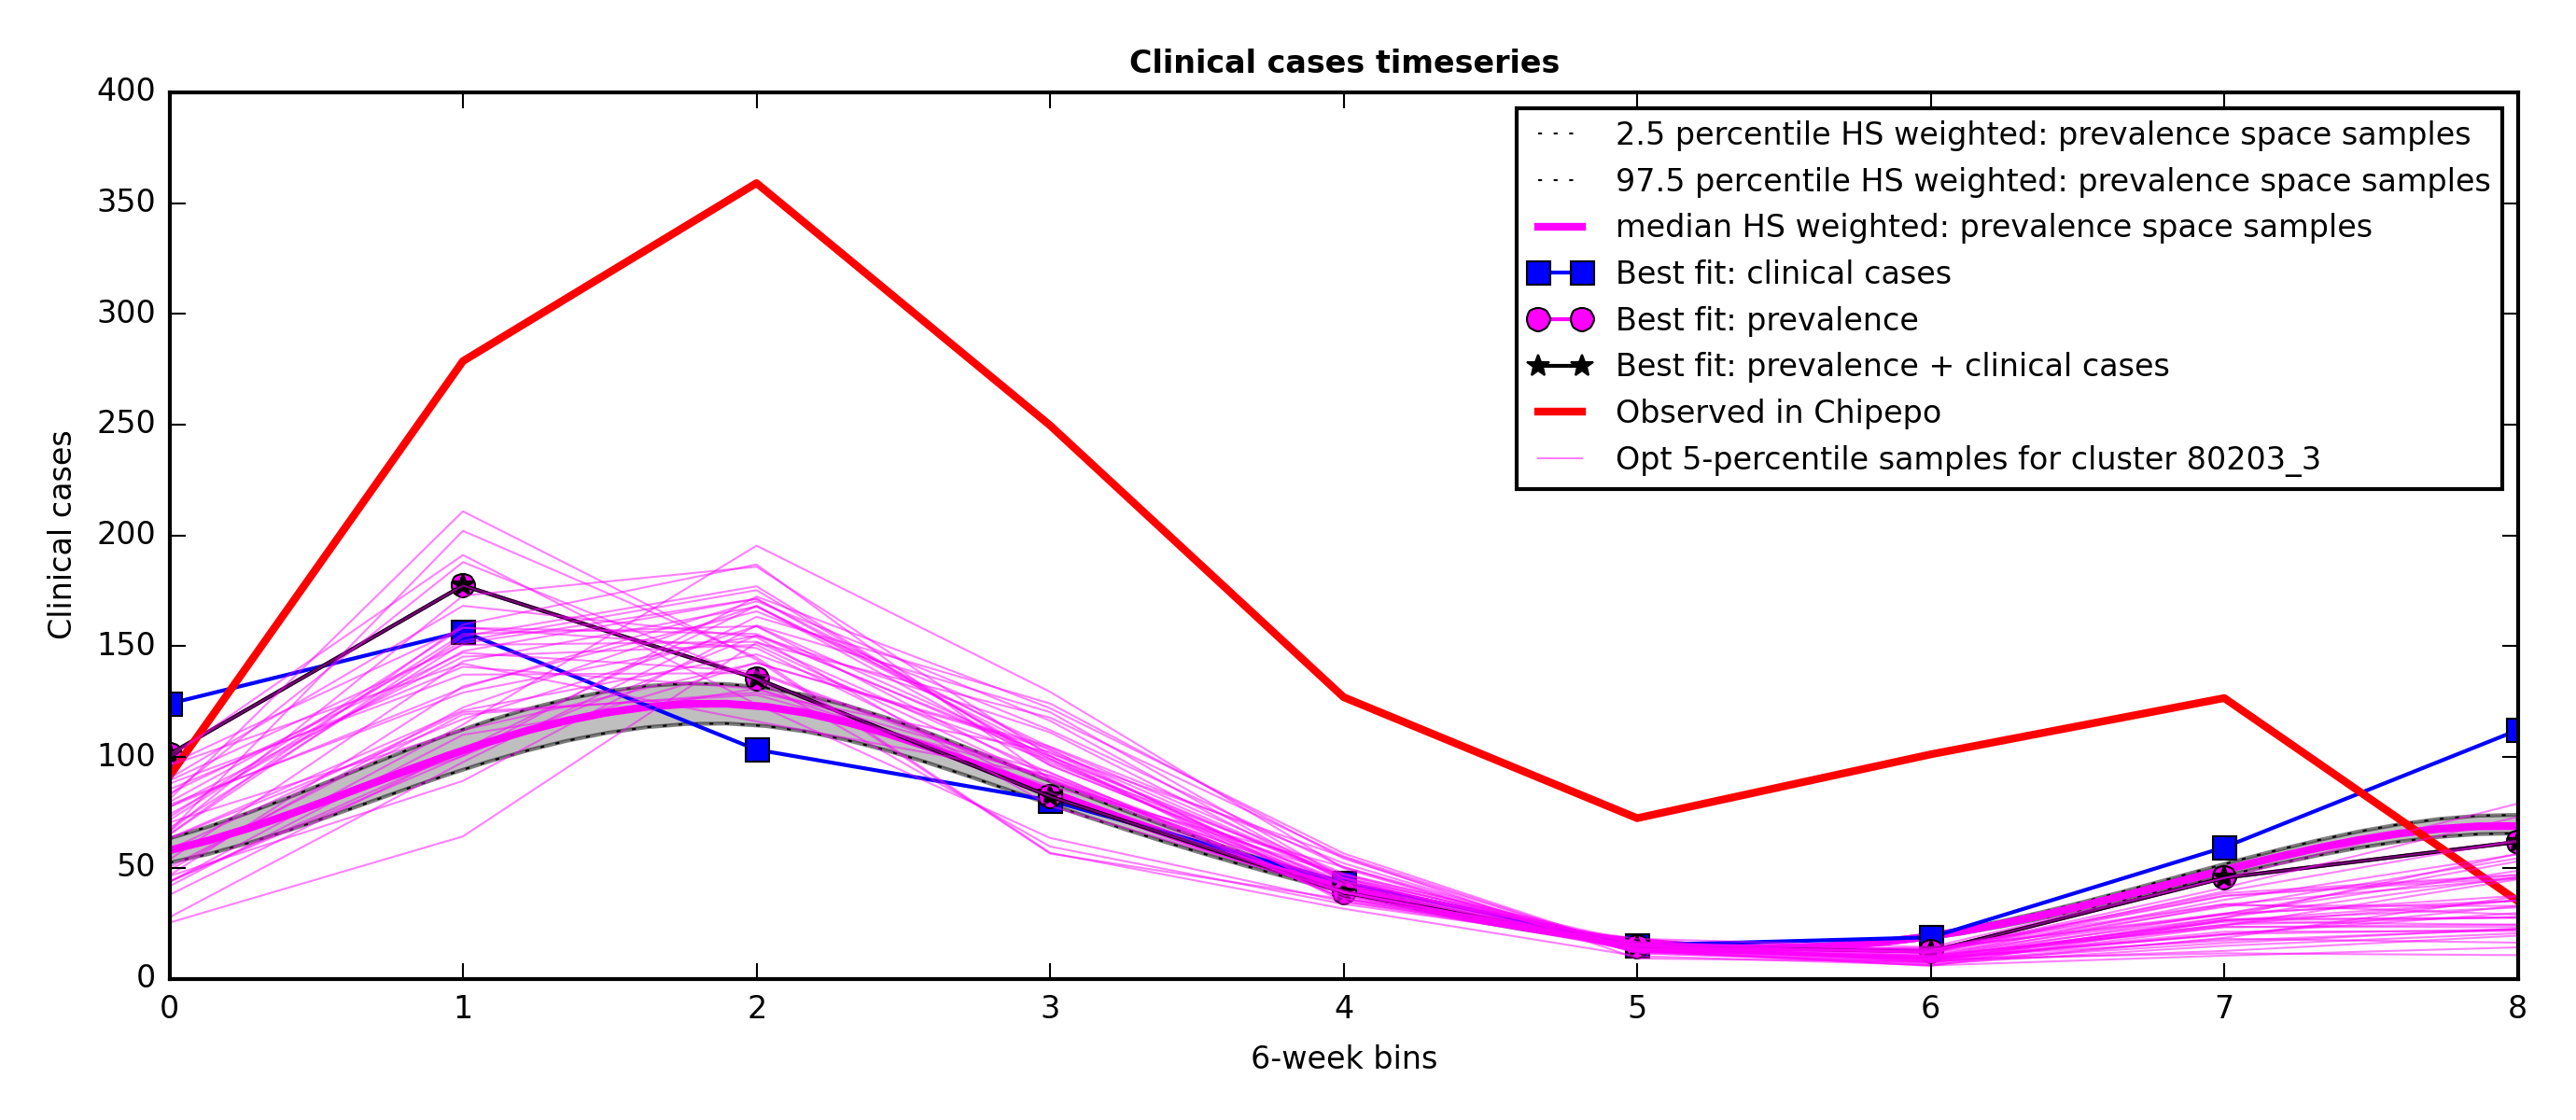 Clinical cases timeseries
400
350
300
250
200
150
100
50
0
Clinical cases
0 1 2 3 4 5 6 7 8
6-week bins
2.5 percentile HS weighted: prevalence space samples
97.5 percentile HS weighted: prevalence space samples
median HS weighted: prevalence space samples
Best fit: clinical cases
Best fit: prevalence
Best fit: prevalence + clinical cases
Observed in Chipepo
Opt 5-percentile samples for cluster 80203_3